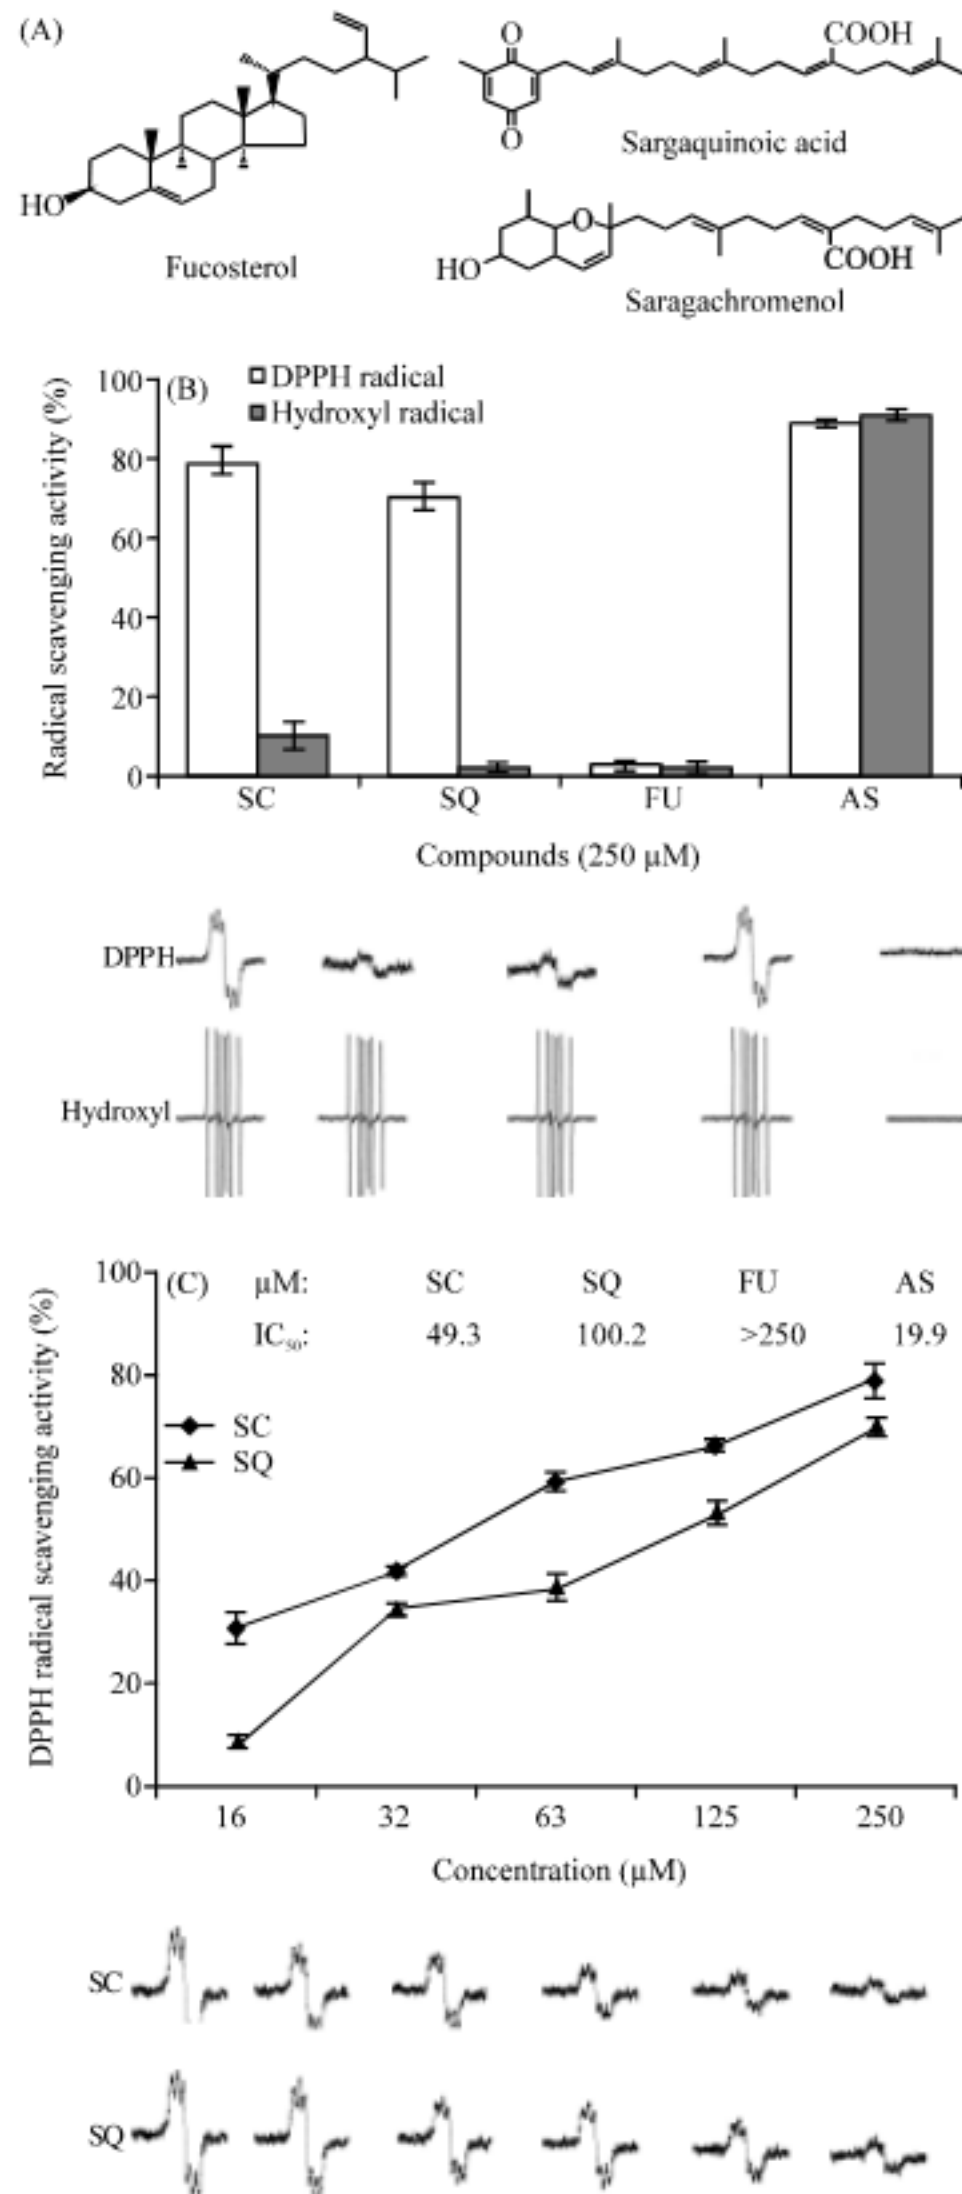 (A)
O
COOH
O
Sargaquinoic acid
HO
Fucosterol
O
HO
COOH
Saragachromenol
(B)
DPPH radical
Hydroxyl radical
Radical scavenging activity (%)
100
80
60
40
20
0
SC SQ FU AS
Compounds (250 µM)
DPPH
Hydroxyl
(C)
µM: SC SQ FU AS
IC50: 49.3 100.2 >250 19.9
SC
SQ
DPPH radical scavenging activity (%)
100
80
60
40
20
0
16 32 63 125 250
Concentration (µM)
SC
SQ